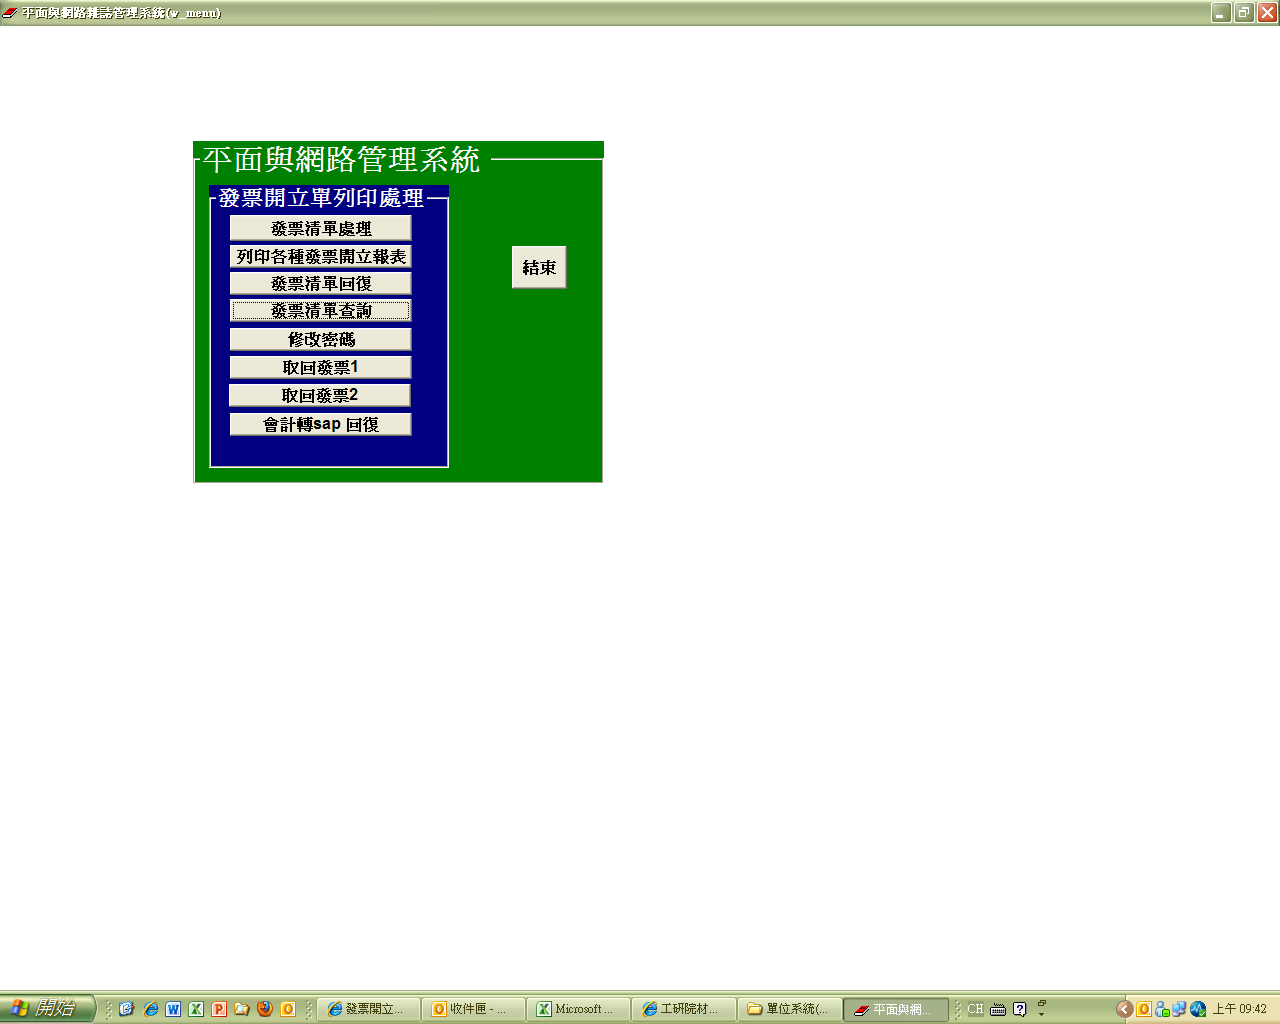 平面與網路雜誌管理系統(w_menu)
平面與網路管理系統
發票開立單列印處理
發票清單處理
列印各種發票開立報表
發票清單回復
發票清單查詢
修改密碼
取回發票1
取回發票2
會計轉sap 回復
結束
開始
發票開立...
收件匣 - ...
Microsoft ...
工研院材...
單位系統(...
平面與網...
CH
上午 09:42